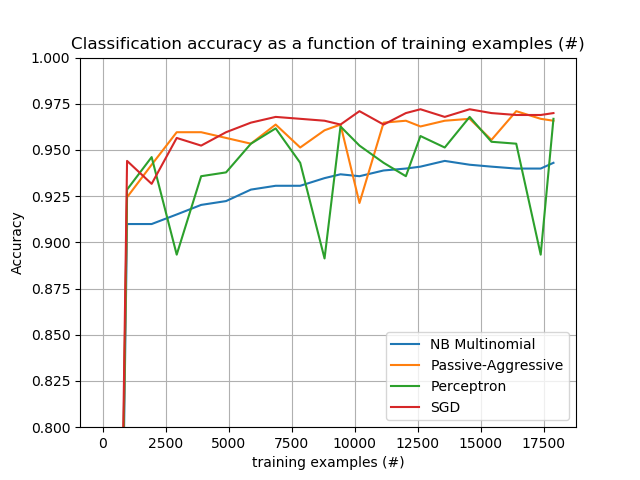 Classification accuracy as a function of training examples (#)
1.000
0.975
0.950
0.925
0.900
0.875
0.850
0.825
0.800
Accuracy
NB Multinomial
Passive-Aggressive
Perceptron
SGD
0 2500 5000 7500 10000 12500 15000 17500
training examples (#)